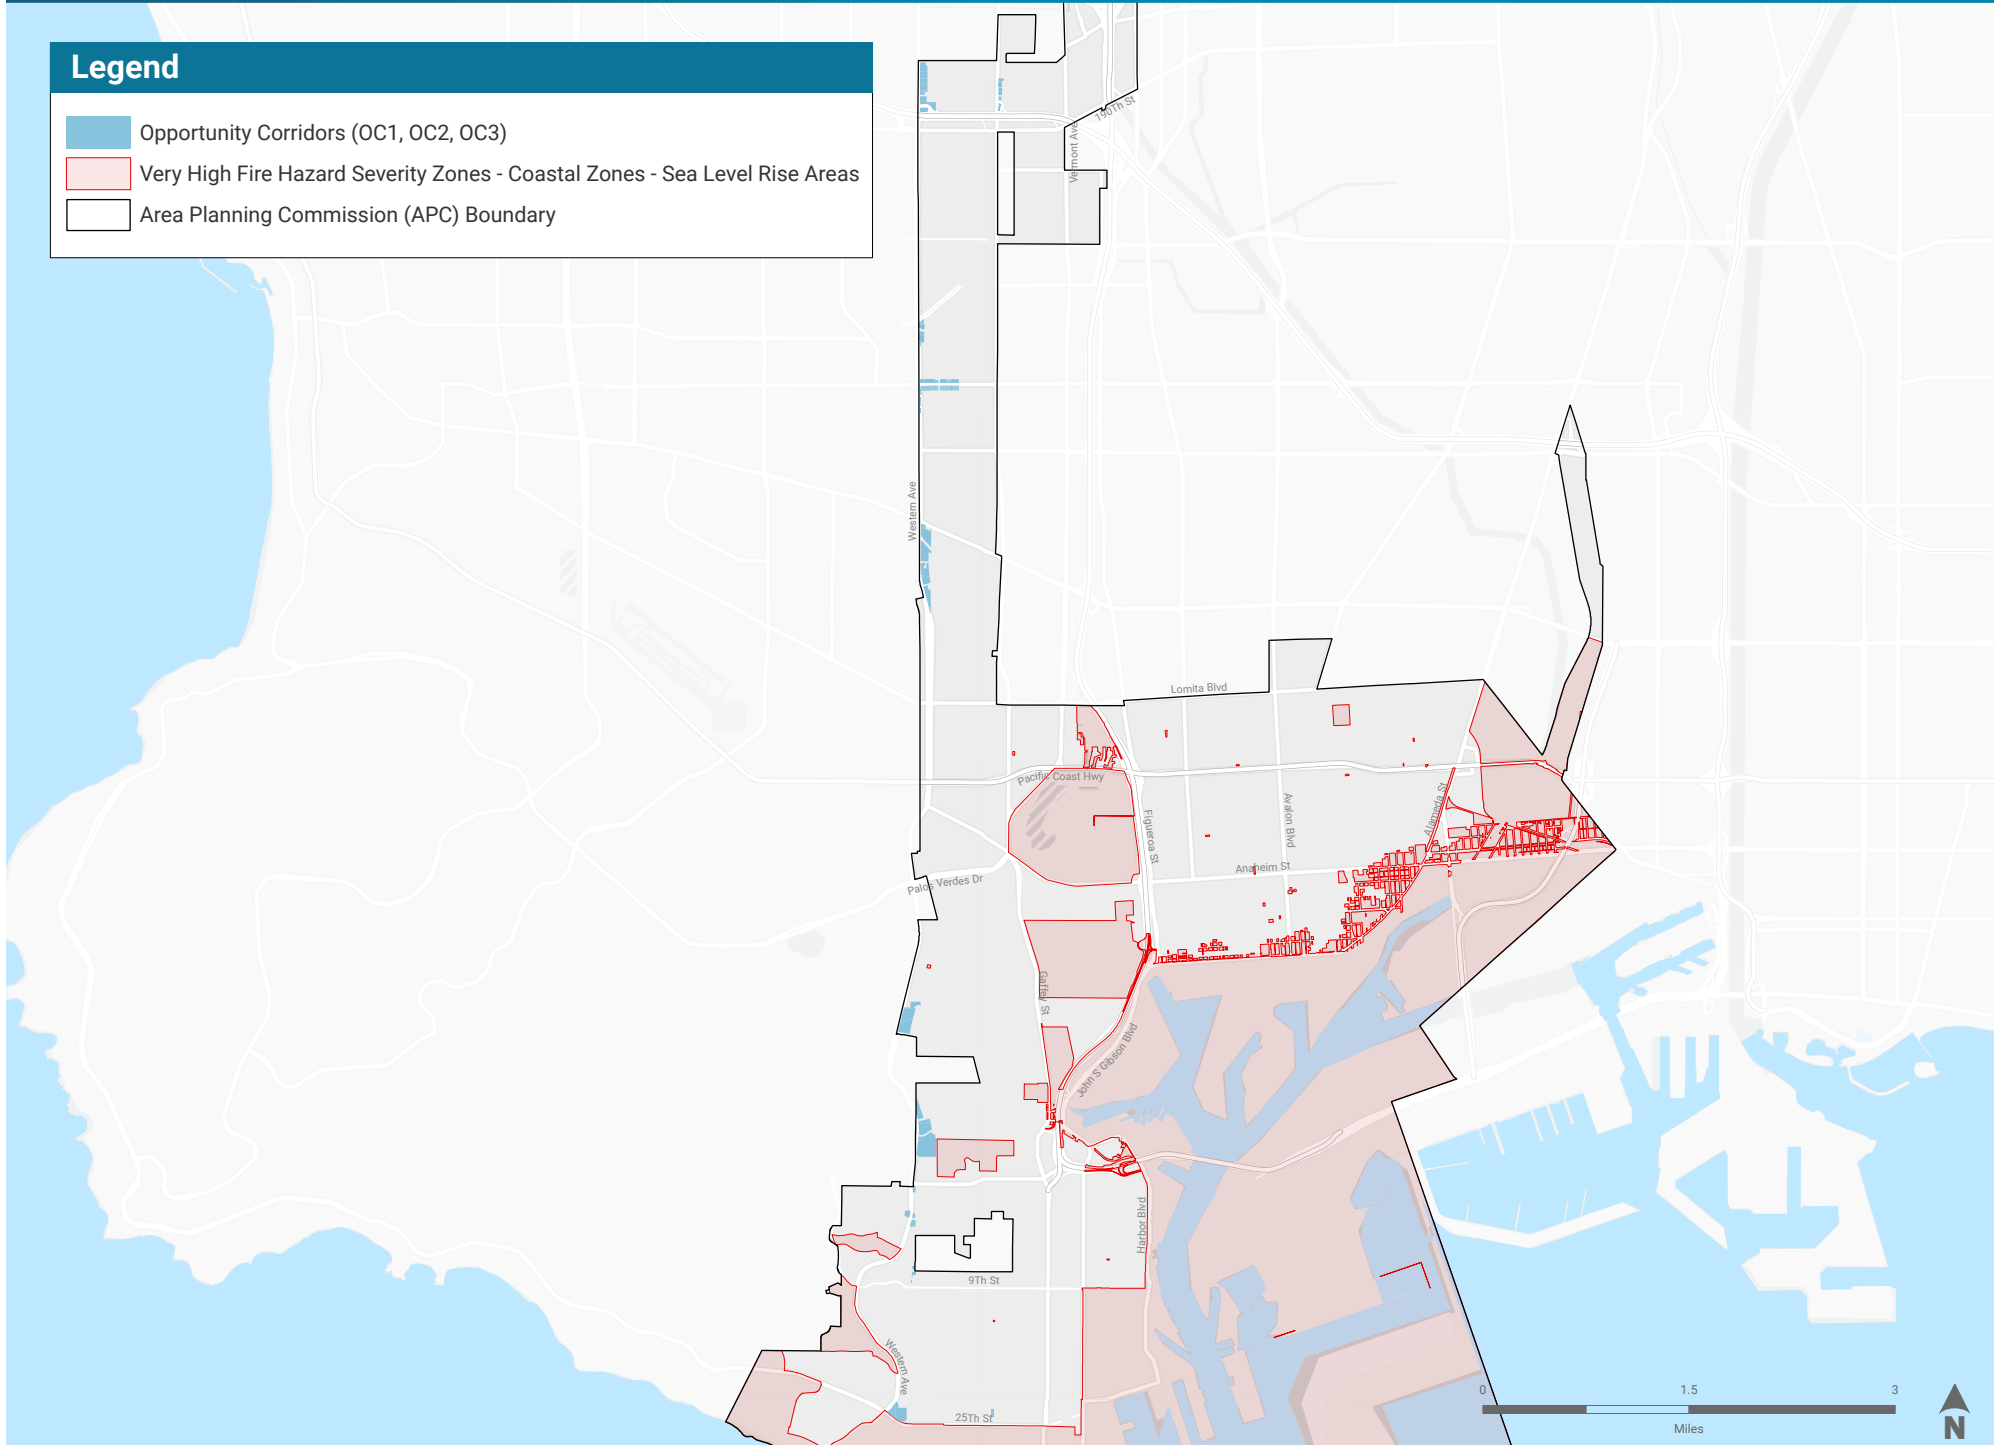 Legend
Opportunity Corridors (OC1, OC2, OC3)
Very High Fire Hazard Severity Zones - Coastal Zones - Sea Level Rise Areas
Area Planning Commission (APC) Boundary
190Th St
Vermont Ave
Western Ave
Lomita Blvd
Pacific Coast Hwy
Figueroa St
Avalon Blvd
Alameda St
Anaheim St
Palos Verdes Dr
Gaffey St
John S Gibson Blvd
Harbor Blvd
9Th St
Western Ave
25Th St
0 1.5 3
Miles
N